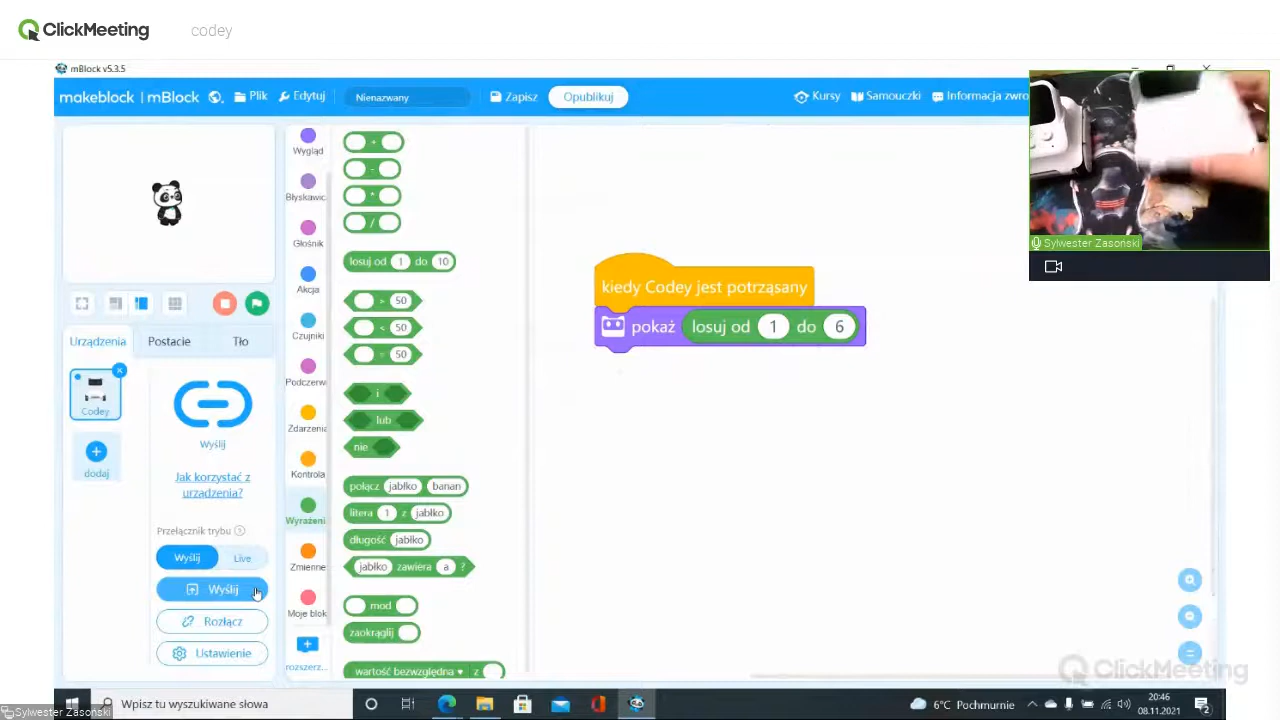 ClickMeeting
codey
mBlock v5.3.5
makeblock | mBlock
Plik
Edytuj
Nienazwany
Zapisz
Opublikuj
Kursy
Samouczki
Informacja zwro
Wygląd
Błyskawic
Głośnik
Akcja
Czujniki
Podczerw
Zdarzenia
Kontrola
Wyrażeni
Zmienne
Moje blok
rozszerz...
+
-
*
/
losuj od 1 do 10
> 50
< 50
= 50
i
lub
nie
połącz jabłko banan
litera 1 z jabłko
długość jabłko
jabłko zawiera a ?
mod
zaokrąglij
wartość bezwzględna z
kiedy Codey jest potrząsany
pokaż losuj od 1 do 6
Sylwester Zasoński
Urządzenia
Postacie
Tło
Codey
dodaj
Wyślij
Jak korzystać z
urządzenia?
Przełącznik trybu
Wyślij
Live
Wyślij
Rozłącz
Ustawienie
ClickMeeting
Wpisz tu wyszukiwane słowa
6°C Pochmurnie
20:46
08.11.2021
2
Sylwester Zasoński